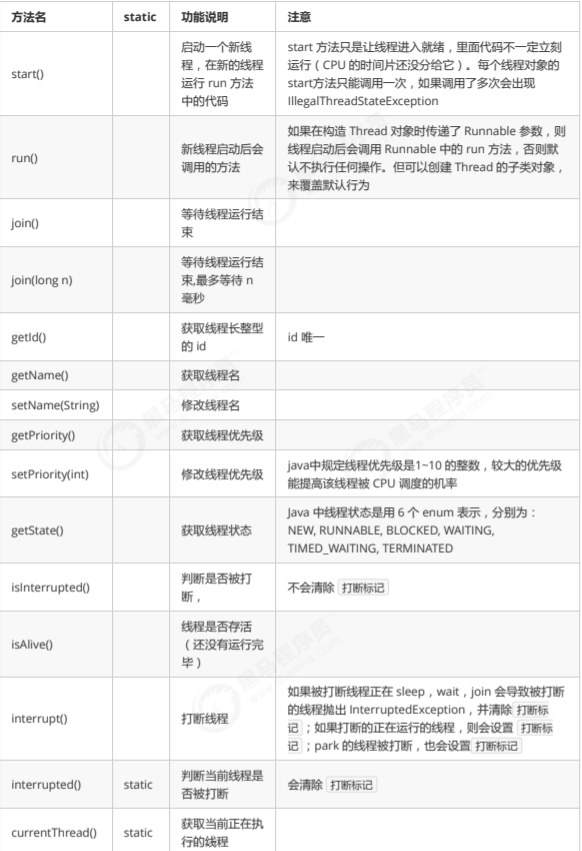 方法名 static 功能说明 注意
start()
启动一个新线
程，在新的线程
运行 run 方法
中的代码
start 方法只是让线程进入就绪，里面代码不一定立刻
运行（CPU 的时间片还没分给它）。每个线程对象的
start方法只能调用一次，如果调用了多次会出现
IllegalThreadStateException
run()
新线程启动后会
调用的方法
如果在构造 Thread 对象时传递了 Runnable 参数，则
线程启动后会调用 Runnable 中的 run 方法，否则默
认不执行任何操作。但可以创建 Thread 的子类对象，
来覆盖默认行为
join()
等待线程运行结
束
join(long n)
等待线程运行结
束,最多等待 n
毫秒
getId()
获取线程长整型
的 id
id 唯一
getName() 获取线程名
setName(String) 修改线程名
getPriority() 获取线程优先级
setPriority(int) 修改线程优先级
java中规定线程优先级是1~10 的整数，较大的优先级
能提高该线程被 CPU 调度的机率
getState() 获取线程状态
Java 中线程状态是用 6 个 enum 表示，分别为：
NEW, RUNNABLE, BLOCKED, WAITING,
TIMED_WAITING, TERMINATED
isInterrupted()
判断是否被打
断，
不会清除 打断标记
isAlive()
线程是否存活
（还没有运行完
毕）
interrupt() 打断线程
如果被打断线程正在 sleep，wait，join 会导致被打断
的线程抛出 InterruptedException，并清除 打断标
记 ；如果打断的正在运行的线程，则会设置 打断标
记 ；park 的线程被打断，也会设置 打断标记
interrupted() static
判断当前线程是
否被打断
会清除 打断标记
currentThread() static
获取当前正在执
行的线程
黑马程序员
黑马程序员
黑马程序员
黑马程序员